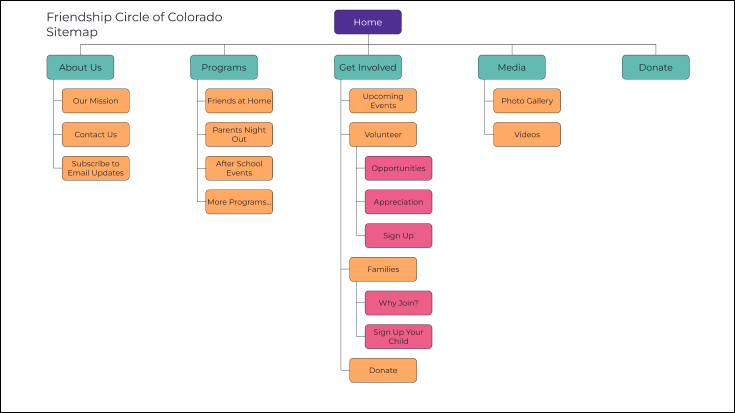 Friendship Circle of Colorado
Sitemap
Home
About Us
Programs
Get Involved
Media
Donate
Our Mission
Contact Us
Subscribe to
Email Updates
Friends at Home
Parents Night
Out
After School
Events
More Programs...
Upcoming
Events
Volunteer
Opportunities
Appreciation
Sign Up
Families
Why Join?
Sign Up Your
Child
Donate
Photo Gallery
Videos